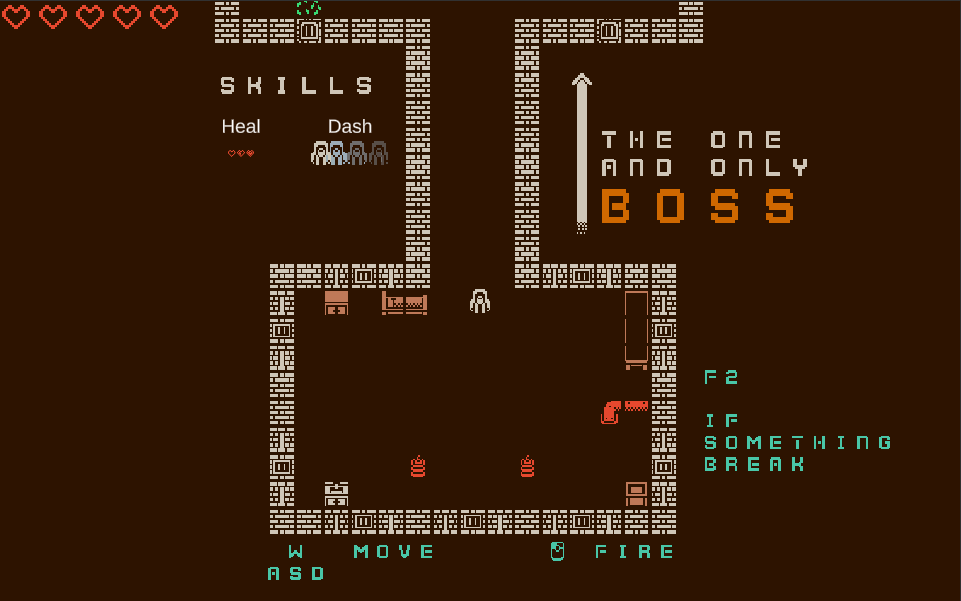 SKILLS
Heal Dash
THE ONE
AND ONLY
BOSS
F2
IF
SOMETHING
BREAK
W MOVE FIRE
ASD